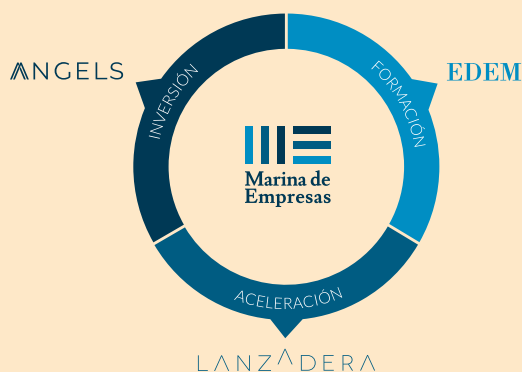 ANGELS
EDEM
INVERSIÓN
FORMACIÓN
Marina de
Empresas
ACELERACIÓN
LANZADERA